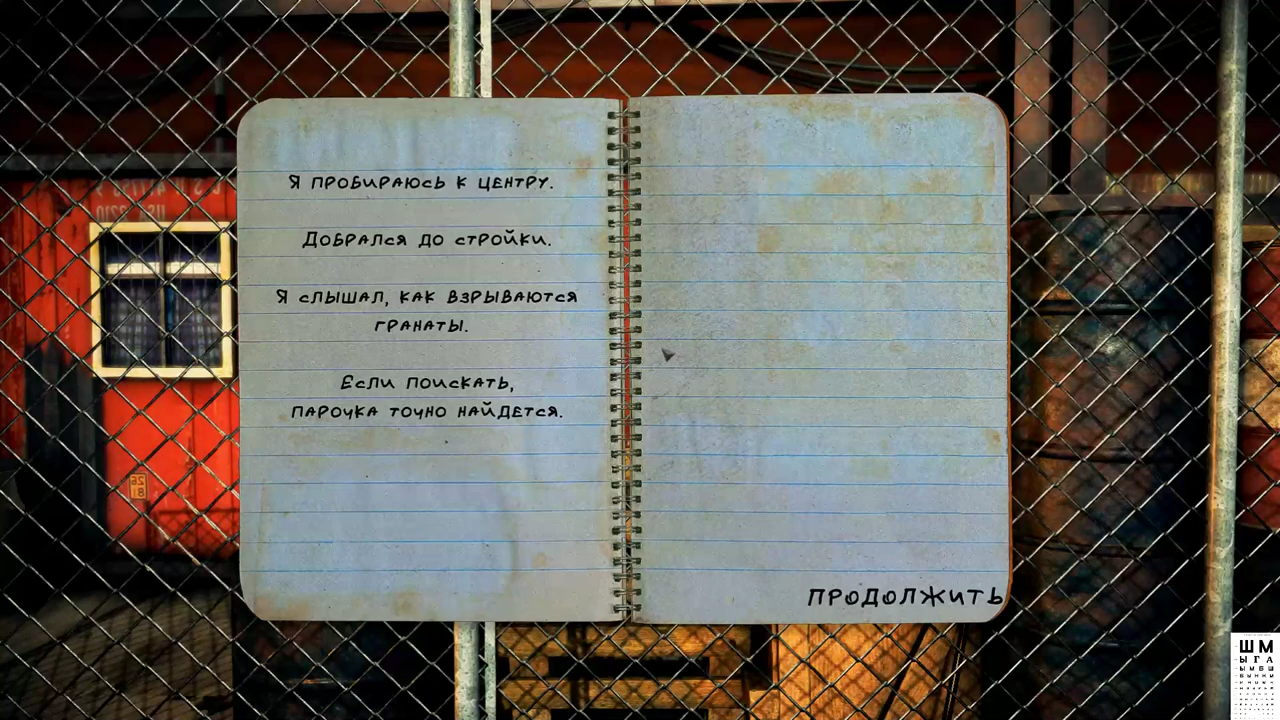 Я ПРОБИРАЮСЬ К ЦЕНТРУ.
ДОБРАЛСЯ ДО СТРОЙКИ.
Я СЛЫШАЛ, КАК ВЗРЫВАЮТСЯ
ГРАНАТЫ.
ЕСЛИ ПОИСКАТЬ,
ПАРОЧКА ТОЧНО НАЙДЕТСЯ.
ПРОДОЛЖИТЬ
Ш М
Ы Г А